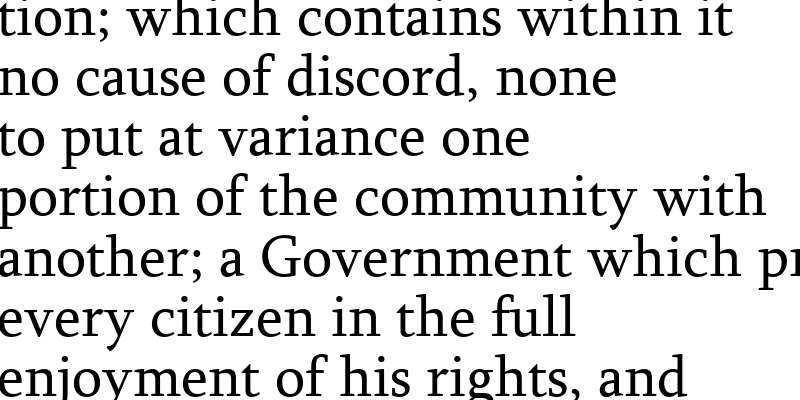 tion; which contains within it
no cause of discord, none
to put at variance one
portion of the community with
another; a Government which pr
every citizen in the full
enjoyment of his rights, and